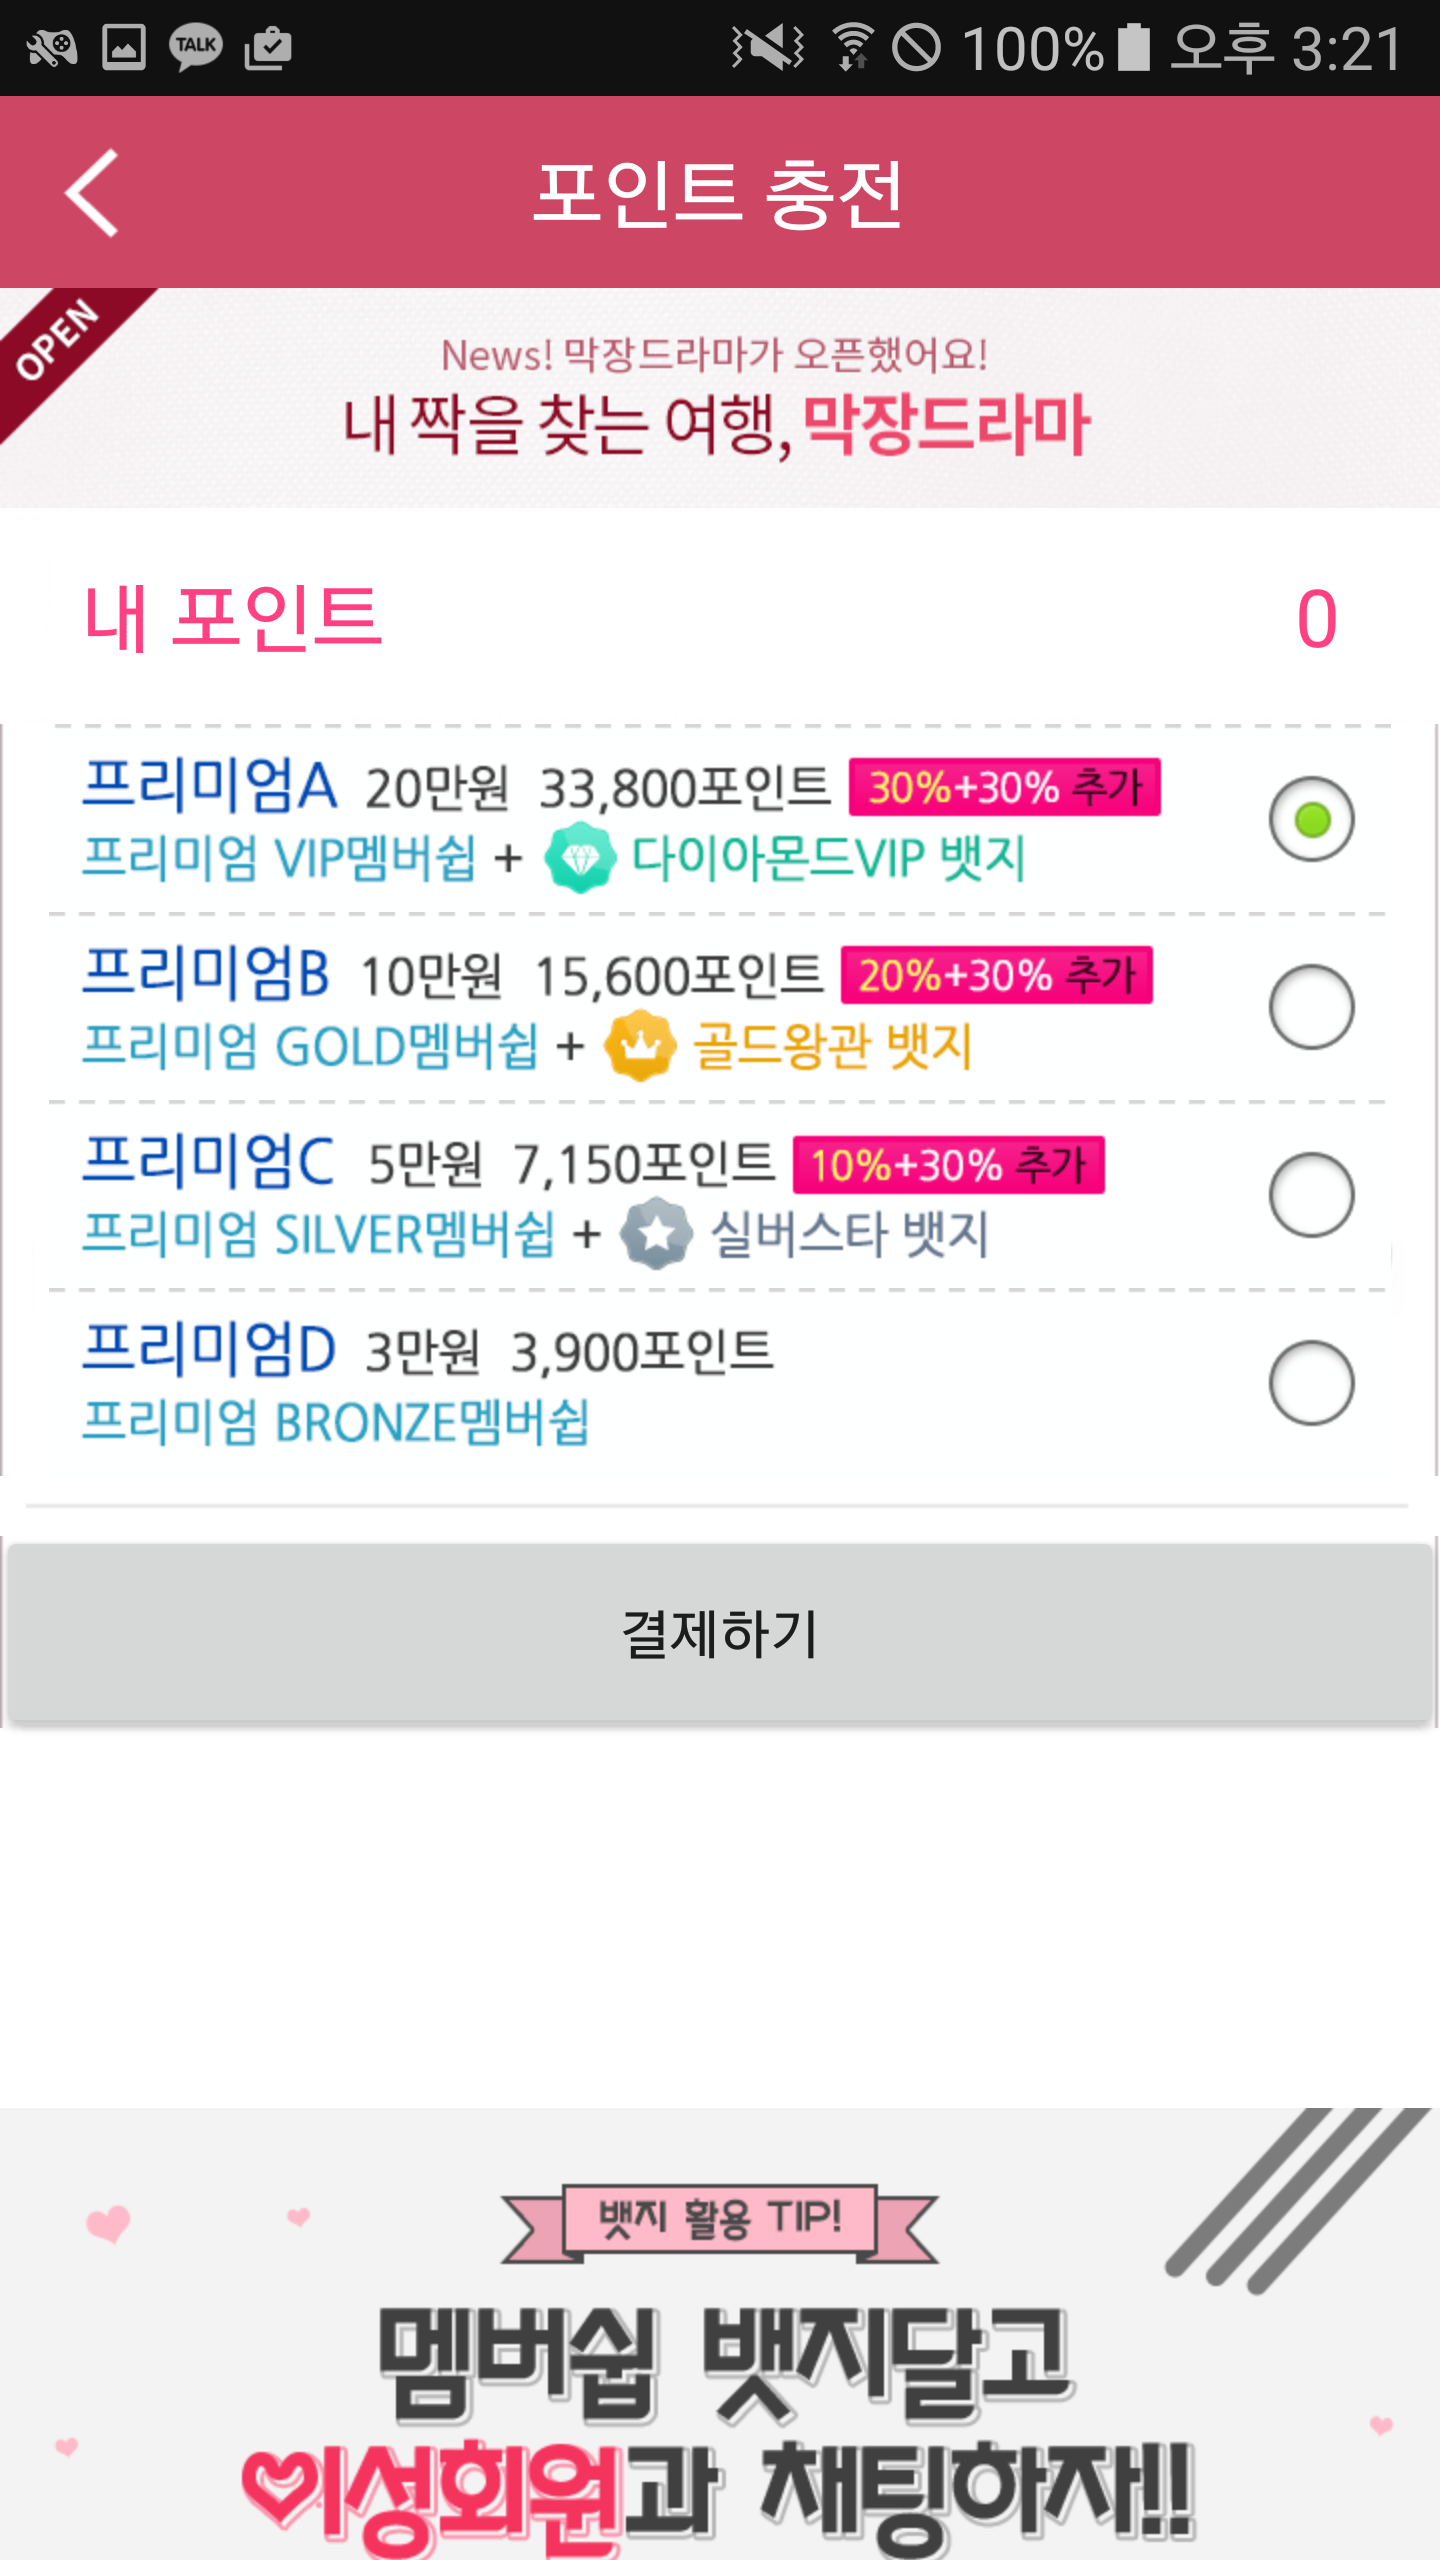 TALK
100% 오후 3:21
포인트 충전
OPEN
News! 막장드라마가 오픈했어요!
내 짝을 찾는 여행, 막장드라마
내 포인트 0
프리미엄A 20만원 33,800포인트 30%+30% 추가
프리미엄 VIP멤버쉽 + 다이아몬드VIP 뱃지
프리미엄B 10만원 15,600포인트 20%+30% 추가
프리미엄 GOLD멤버쉽 + 골드왕관 뱃지
프리미엄C 5만원 7,150포인트 10%+30% 추가
프리미엄 SILVER멤버쉽 + 실버스타 뱃지
프리미엄D 3만원 3,900포인트
프리미엄 BRONZE멤버쉽
결제하기
뱃지 활용 TIP!
멤버쉽 뱃지달고
이성회원과 채팅하자!!